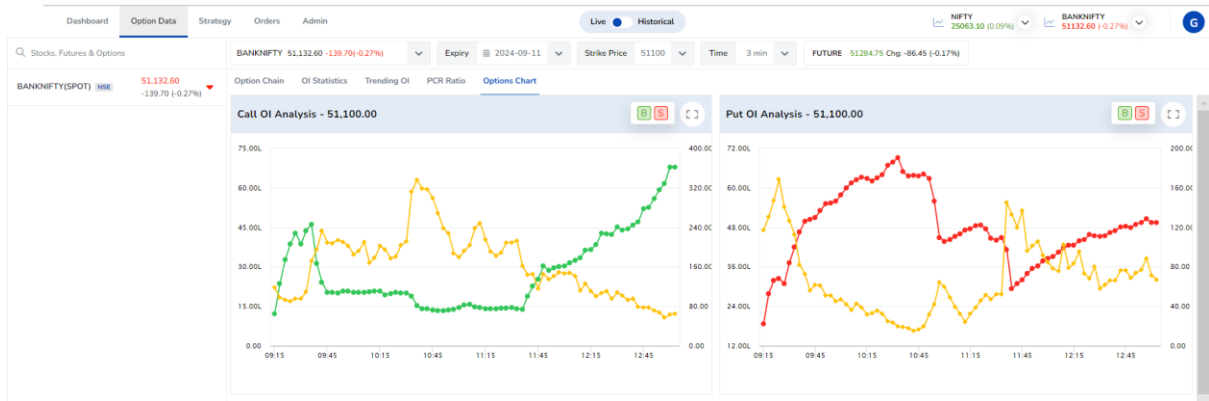 Dashboard Option Data Strategy Orders Admin Live Historical NIFTY 25063.10 (0.09%) BANKNIFTY 51132.60 (-0.27%) G
Stocks, Futures & Options
BANKNIFTY 51,132.60 -139.70(-0.27%) Expiry 2024-09-11 Strike Price 51100 Time 3 min FUTURE 51284.75 Chg: -86.45 (-0.17%)
BANKNIFTY(SPOT) NSE 51,132.60
-139.70 (-0.27%)
Option Chain OI Statistics Trending OI PCR Ratio Options Chart
Call OI Analysis - 51,100.00 B S
75.00L 400.00
60.00L 320.00
45.00L 240.00
30.00L 160.00
15.00L 80.00
0.00 0.00
09:15 09:45 10:15 10:45 11:15 11:45 12:15 12:45
Put OI Analysis - 51,100.00 B S
72.00L 200.00
60.00L 160.00
48.00L 120.00
36.00L 80.00
24.00L 40.00
12.00L 0.00
09:15 09:45 10:15 10:45 11:15 11:45 12:15 12:45